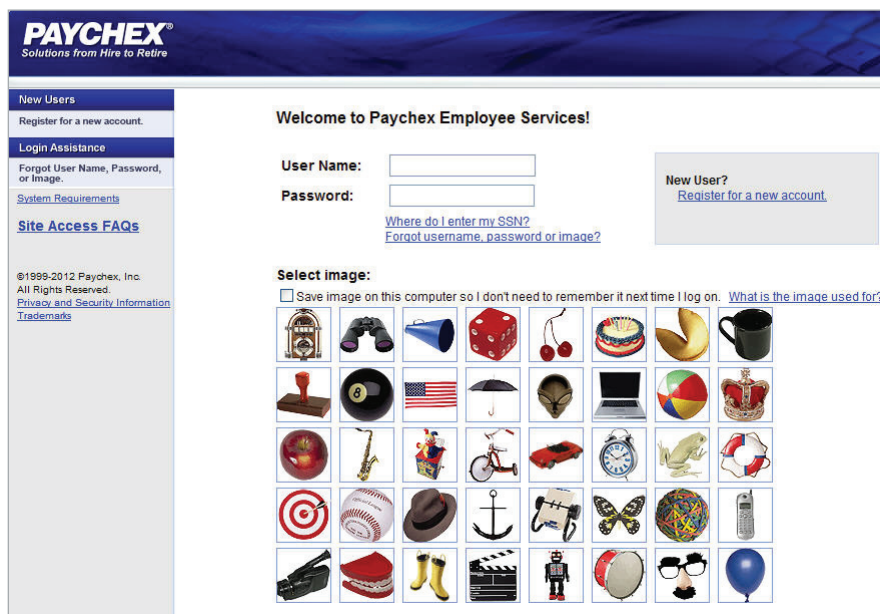 PAYCHEX®
Solutions from Hire to Retire
New Users
Register for a new account.
Login Assistance
Forgot User Name, Password,
or Image.
System Requirements
Site Access FAQs
©1999-2012 Paychex, Inc.
All Rights Reserved.
Privacy and Security Information
Trademarks
Welcome to Paychex Employee Services!
User Name:
Password:
Where do I enter my SSN?
Forgot username, password or image?
New User?
Register for a new account.
Select image:
Save image on this computer so I don't need to remember it next time I log on. What is the image used for?
8